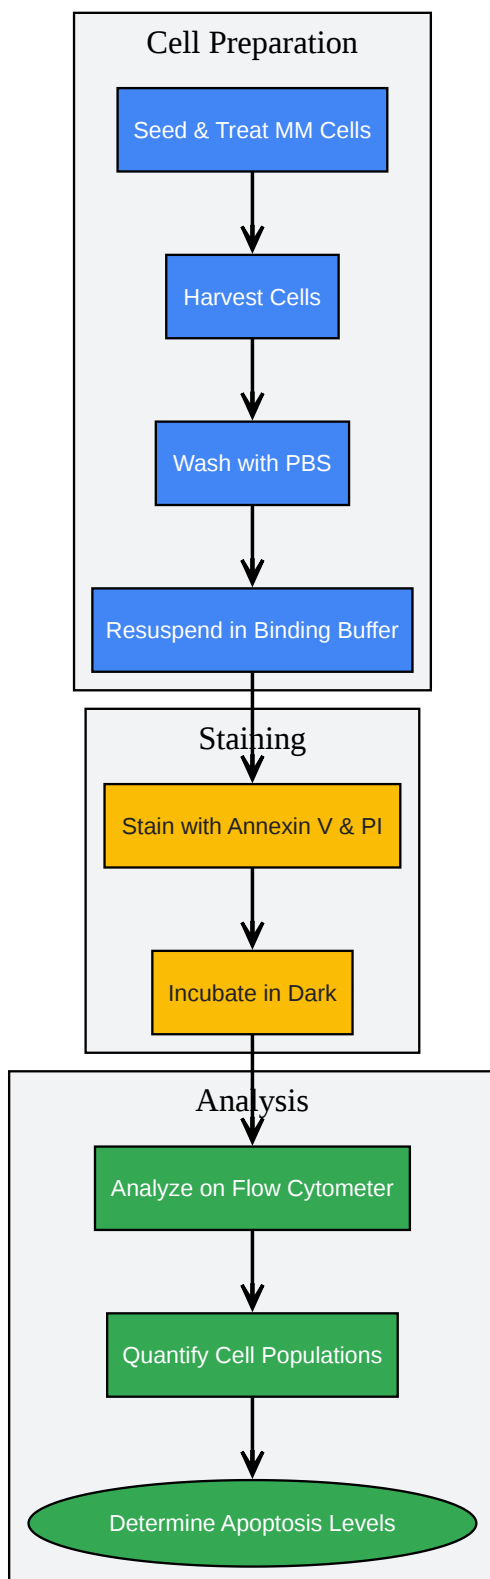 Cell Preparation
Seed & Treat MM Cells
Harvest Cells
Wash with PBS
Resuspend in Binding Buffer
Staining
Stain with Annexin V & PI
Incubate in Dark
Analysis
Analyze on Flow Cytometer
Quantify Cell Populations
Determine Apoptosis Levels